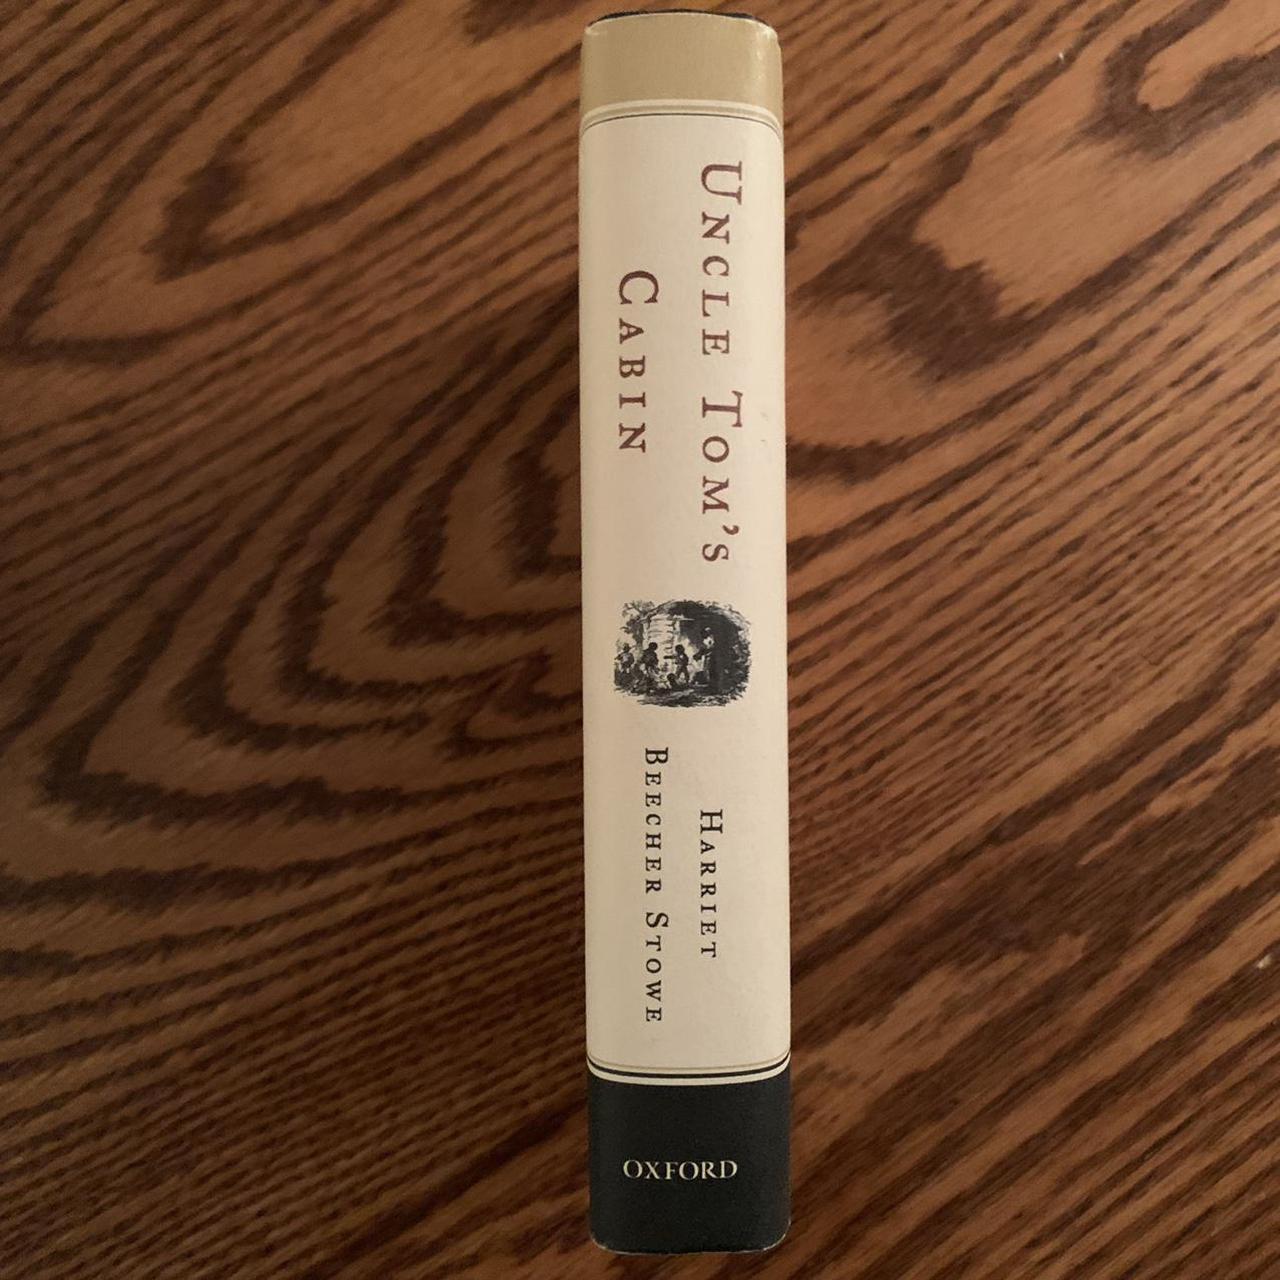 UNCLE TOM'S
CABIN
HARRIET
BEECHER STOWE
OXFORD